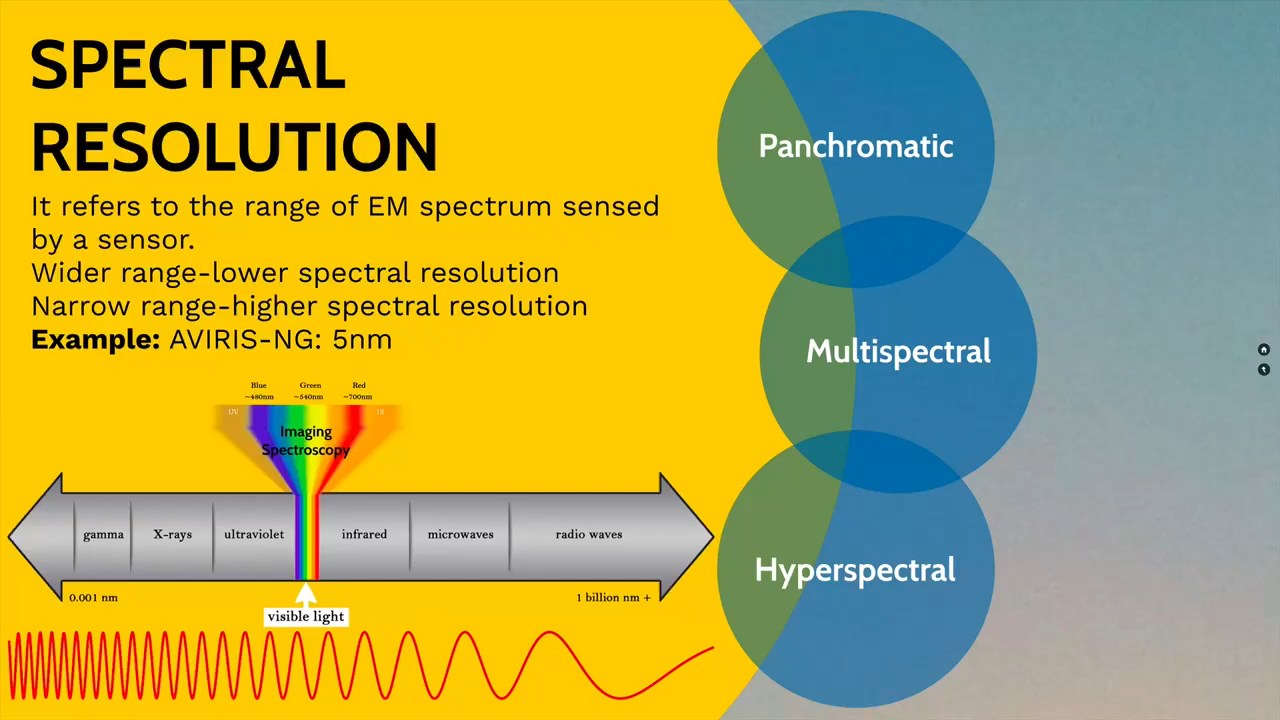 SPECTRAL
RESOLUTION
It refers to the range of EM spectrum sensed
by a sensor.
Wider range-lower spectral resolution
Narrow range-higher spectral resolution
Example: AVIRIS-NG: 5nm
Blue Green Red
~480nm ~540nm ~700nm
UV IR
Imaging
Spectroscopy
gamma X-rays ultraviolet infrared microwaves radio waves
0.001 nm 1 billion nm +
visible light
Panchromatic
Multispectral
Hyperspectral